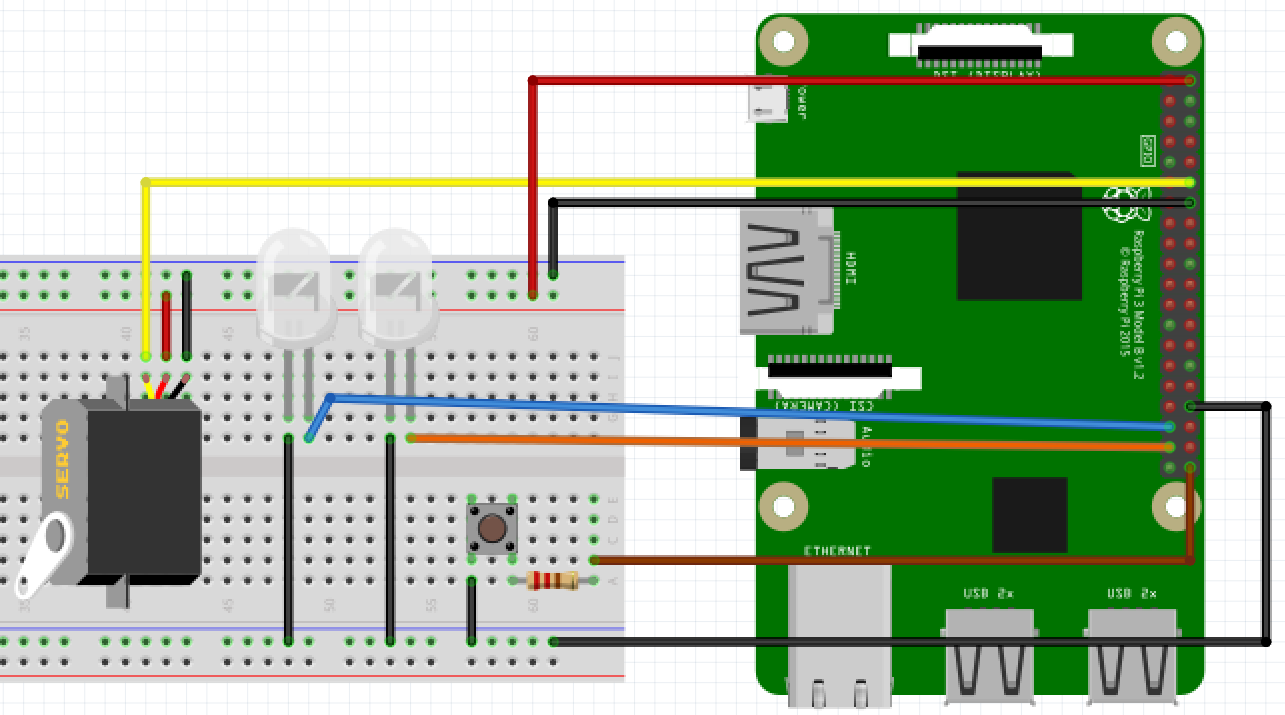 DSI (DISPLAY)
Power
GPIO
Raspberry Pi 3 Model B v1.2
© Raspberry Pi 2015
HDMI
35
40
45
50
60
J
I
H
G
CSI (CAMERA)
Audio
SERVO
E
D
C
A
ETHERNET
35
45
50
55
60
USB 2x
USB 2x